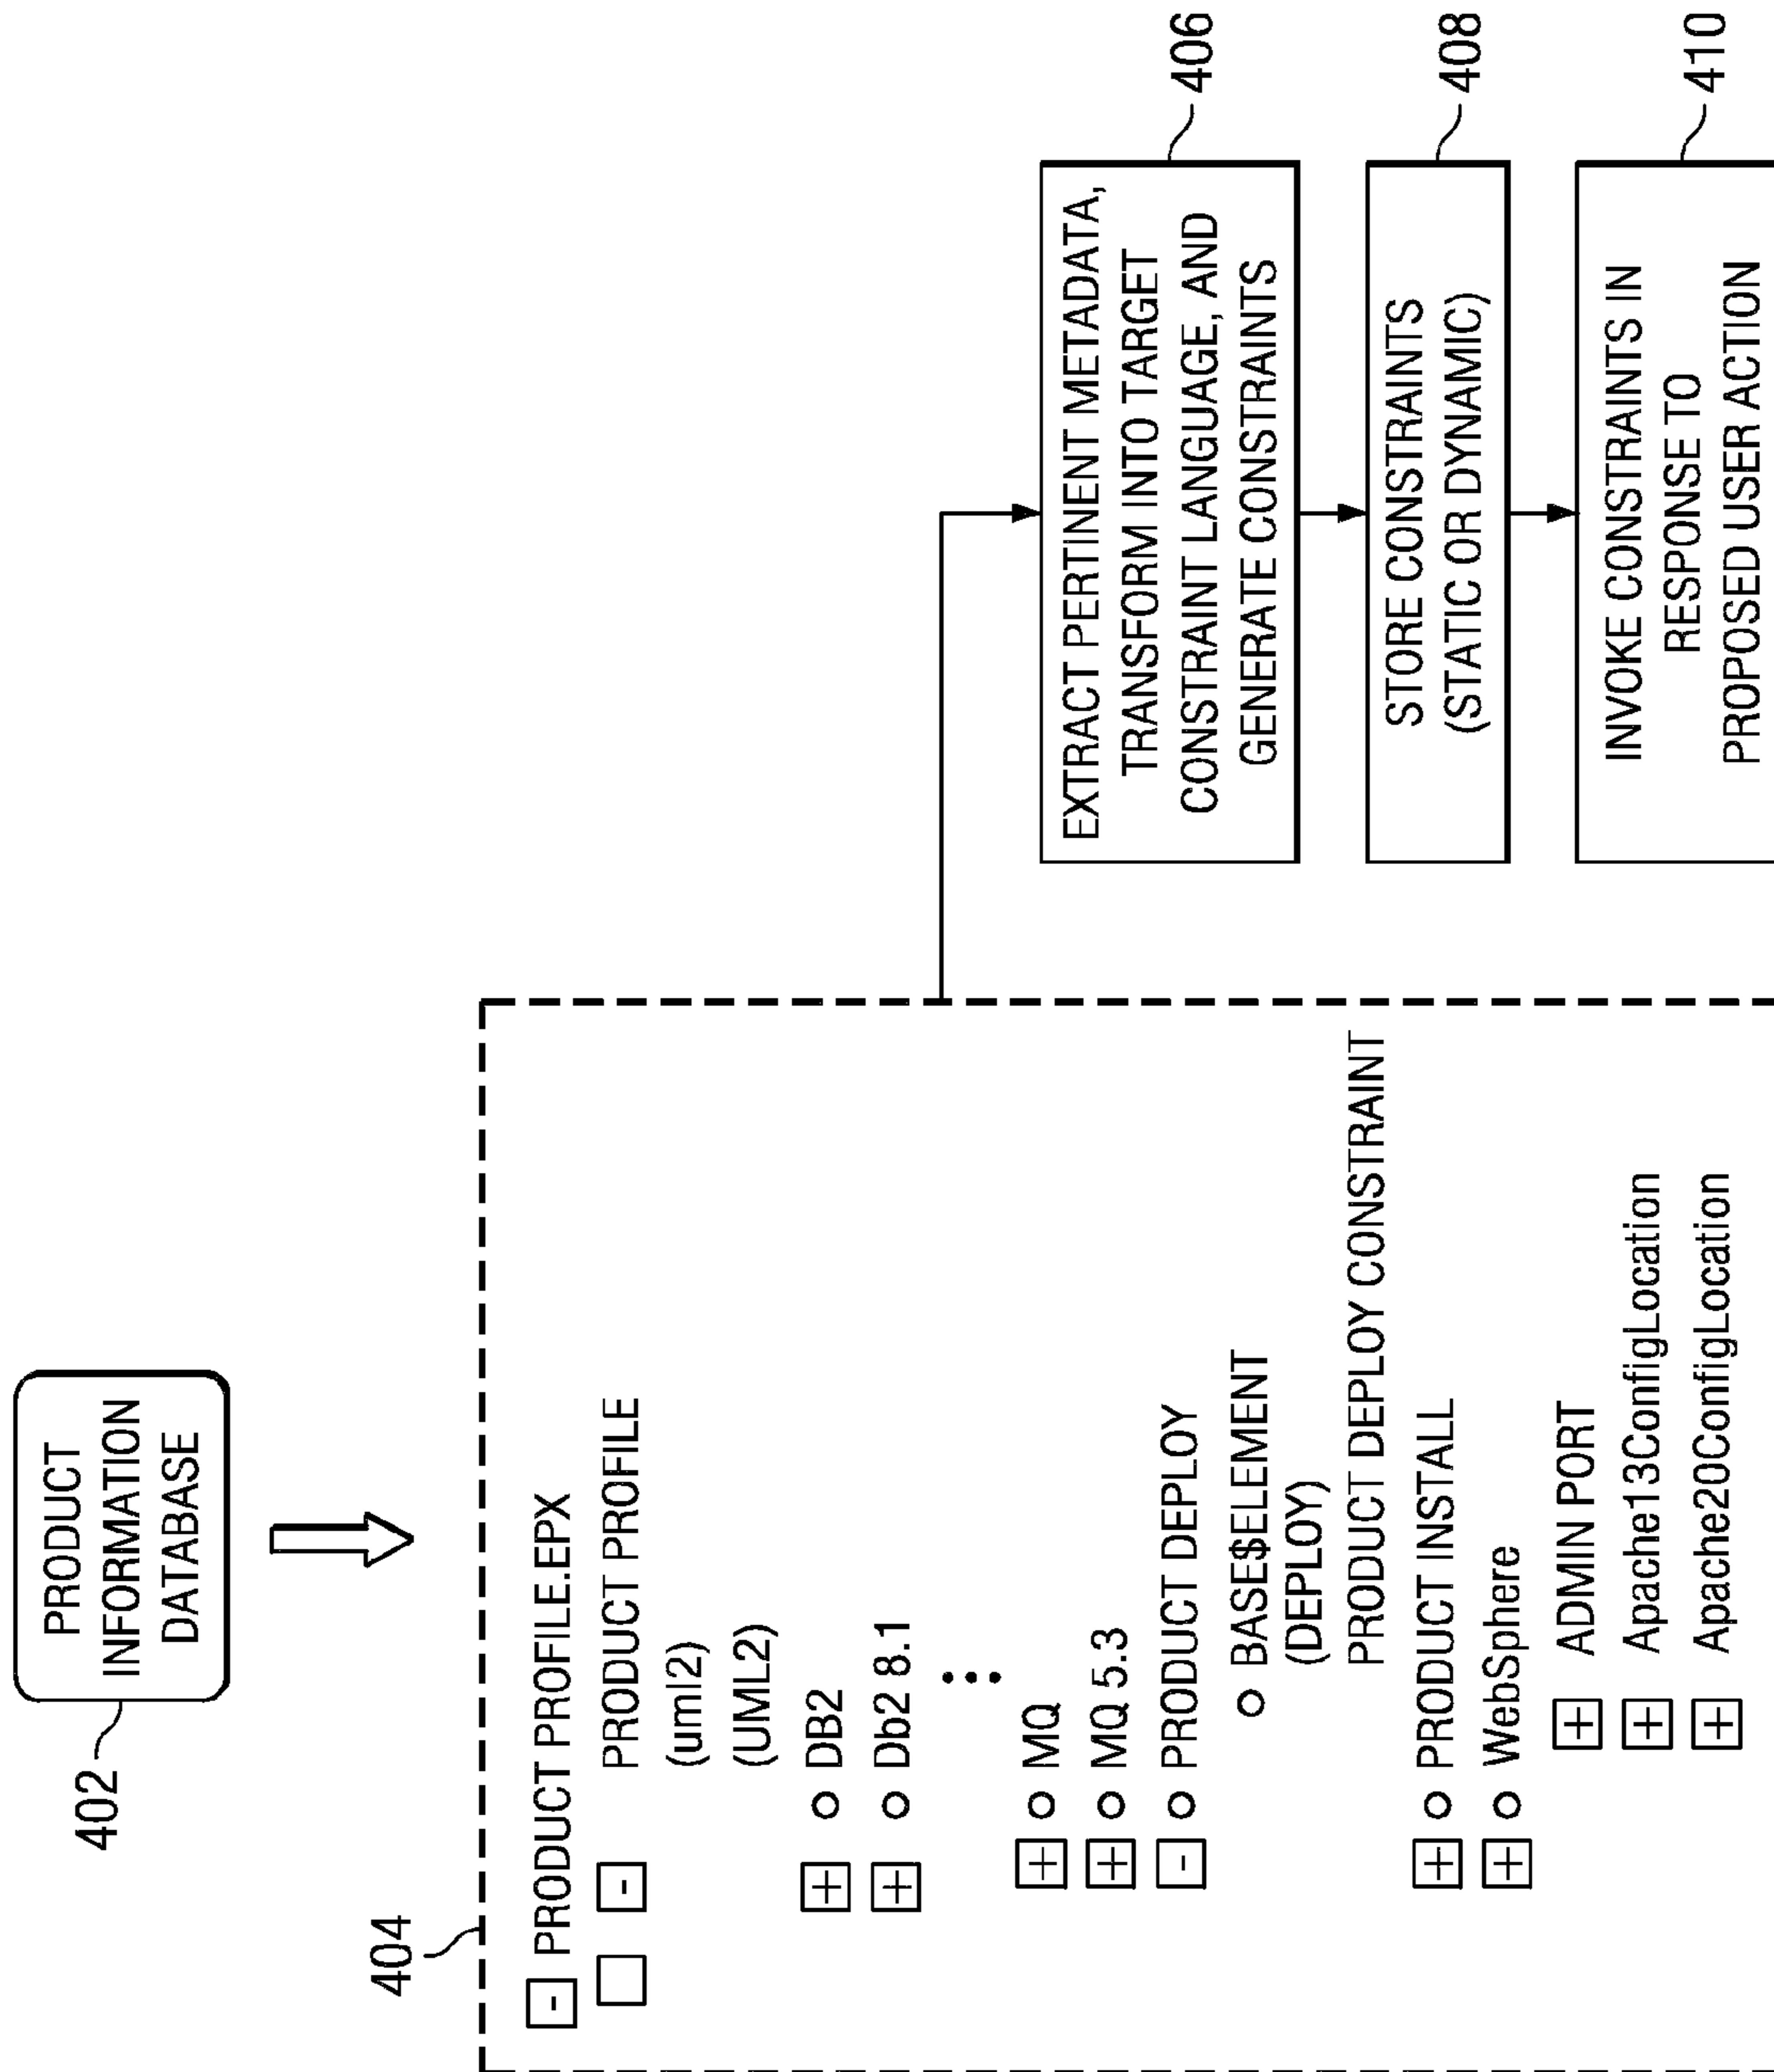 402
PRODUCT
INFORMATION
DATABASE
404
PRODUCT PROFILE.EPX
PRODUCT PROFILE
(uml2)
(UML2)
DB2
Db2 8.1
MQ
MQ 5.3
PRODUCT DEPLOY
BASE$ELEMENT
(DEPLOY)
PRODUCT DEPLOY CONSTRAINT
PRODUCT INSTALL
WebSphere
ADMIN PORT
Apache13ConfigLocation
Apache20ConfigLocation
EXTRACT PERTINENT METADATA,
TRANSFORM INTO TARGET
CONSTRAINT LANGUAGE, AND
GENERATE CONSTRAINTS
406
STORE CONSTRAINTS
(STATIC OR DYNAMIC)
408
INVOKE CONSTRAINTS IN
RESPONSE TO
PROPOSED USER ACTION
410